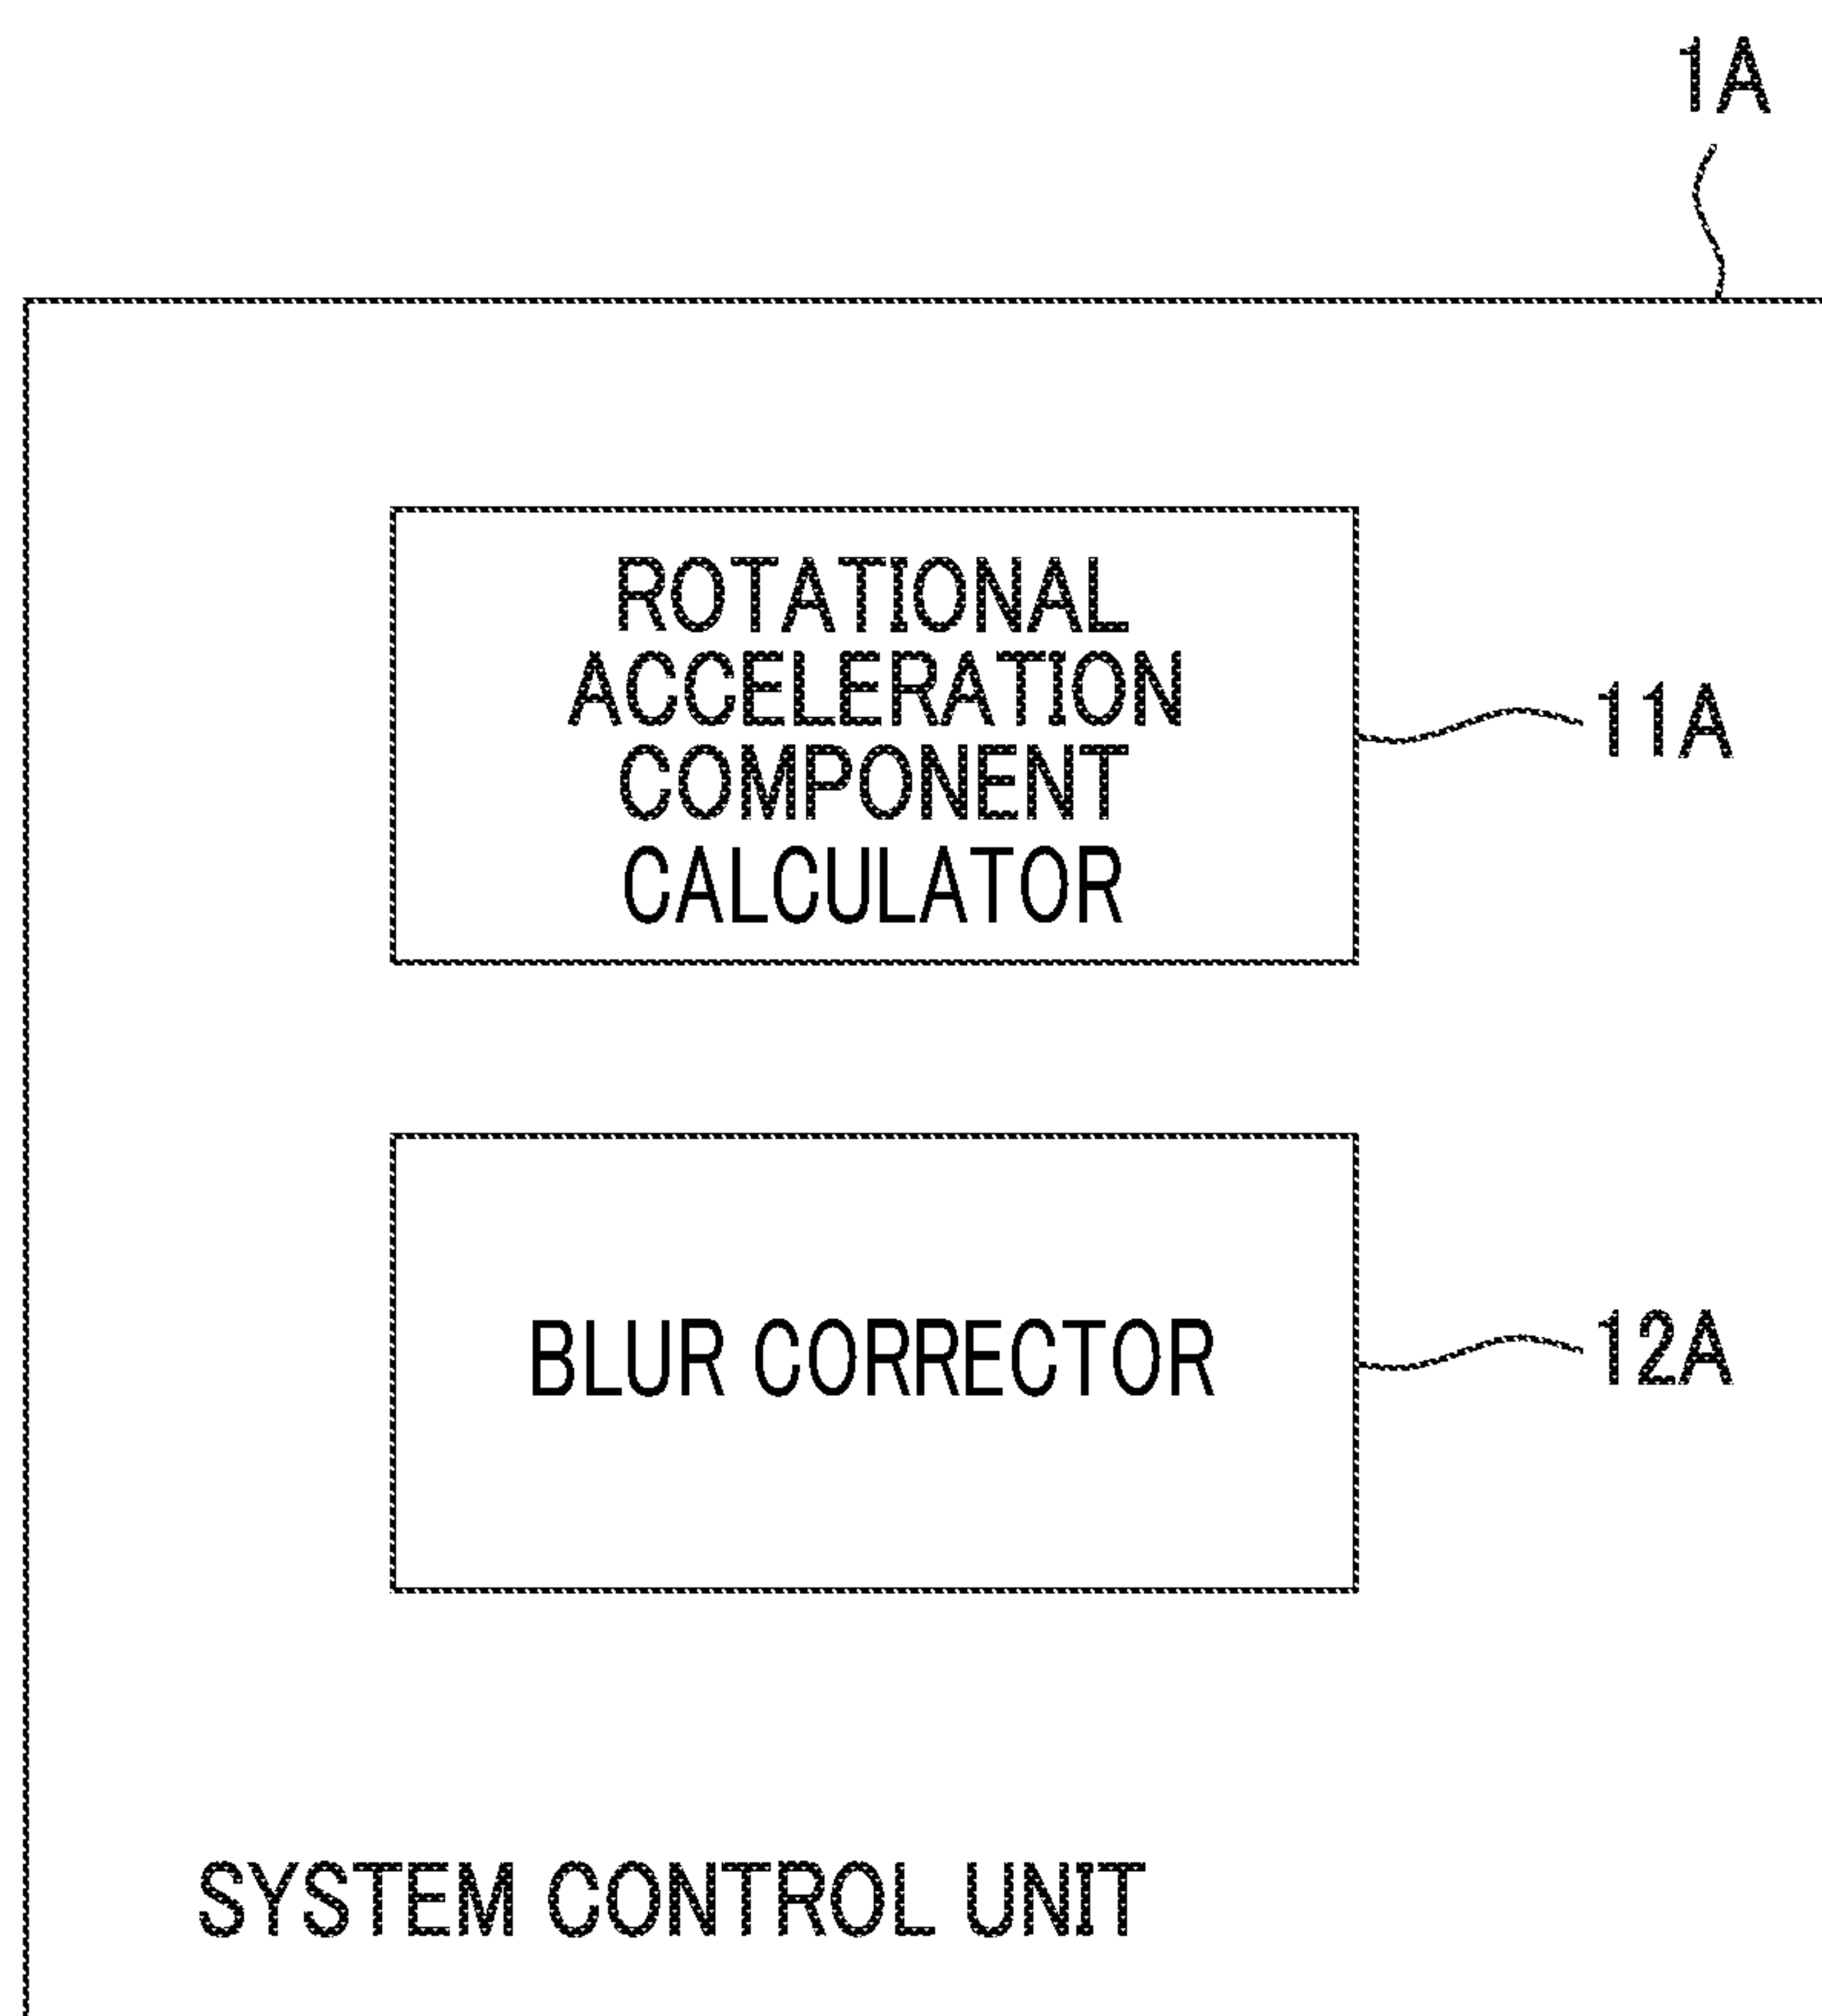 1A
ROTATIONAL
ACCELERATION
COMPONENT
CALCULATOR
11A
BLUR CORRECTOR
12A
SYSTEM CONTROL UNIT